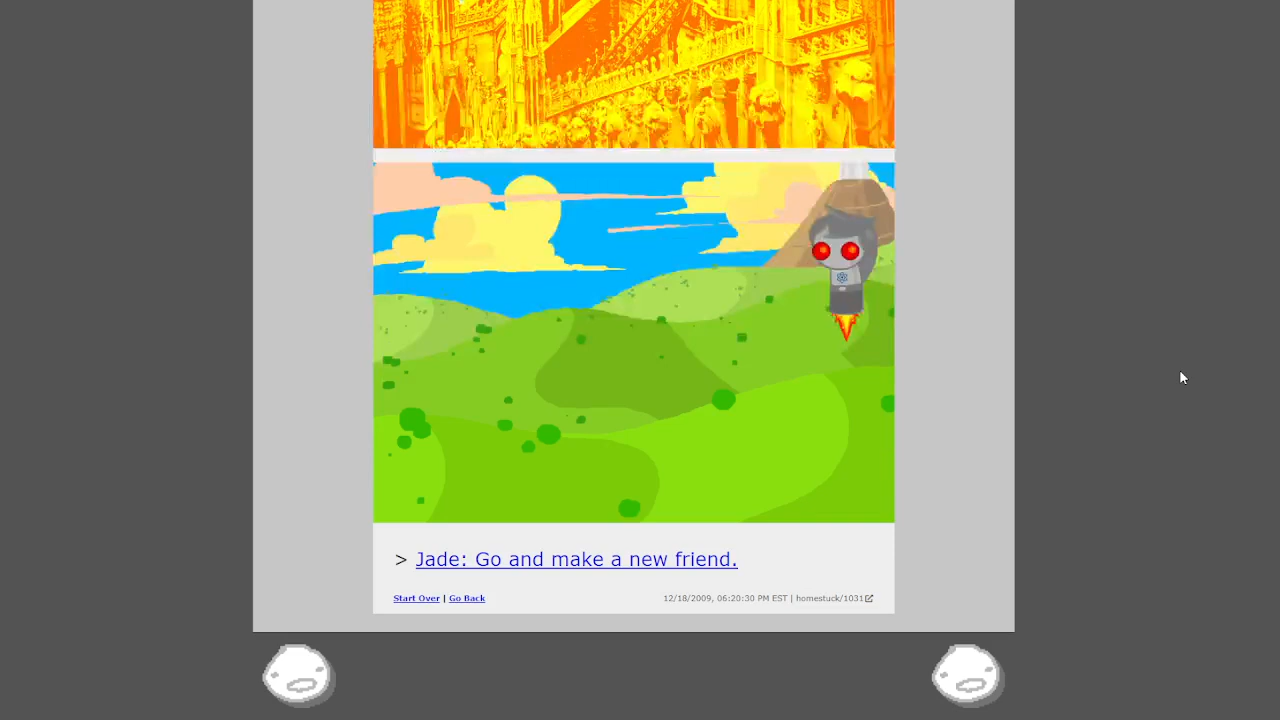 > Jade: Go and make a new friend.
Start Over | Go Back
12/18/2009, 06:20:30 PM EST | homestuck/1031